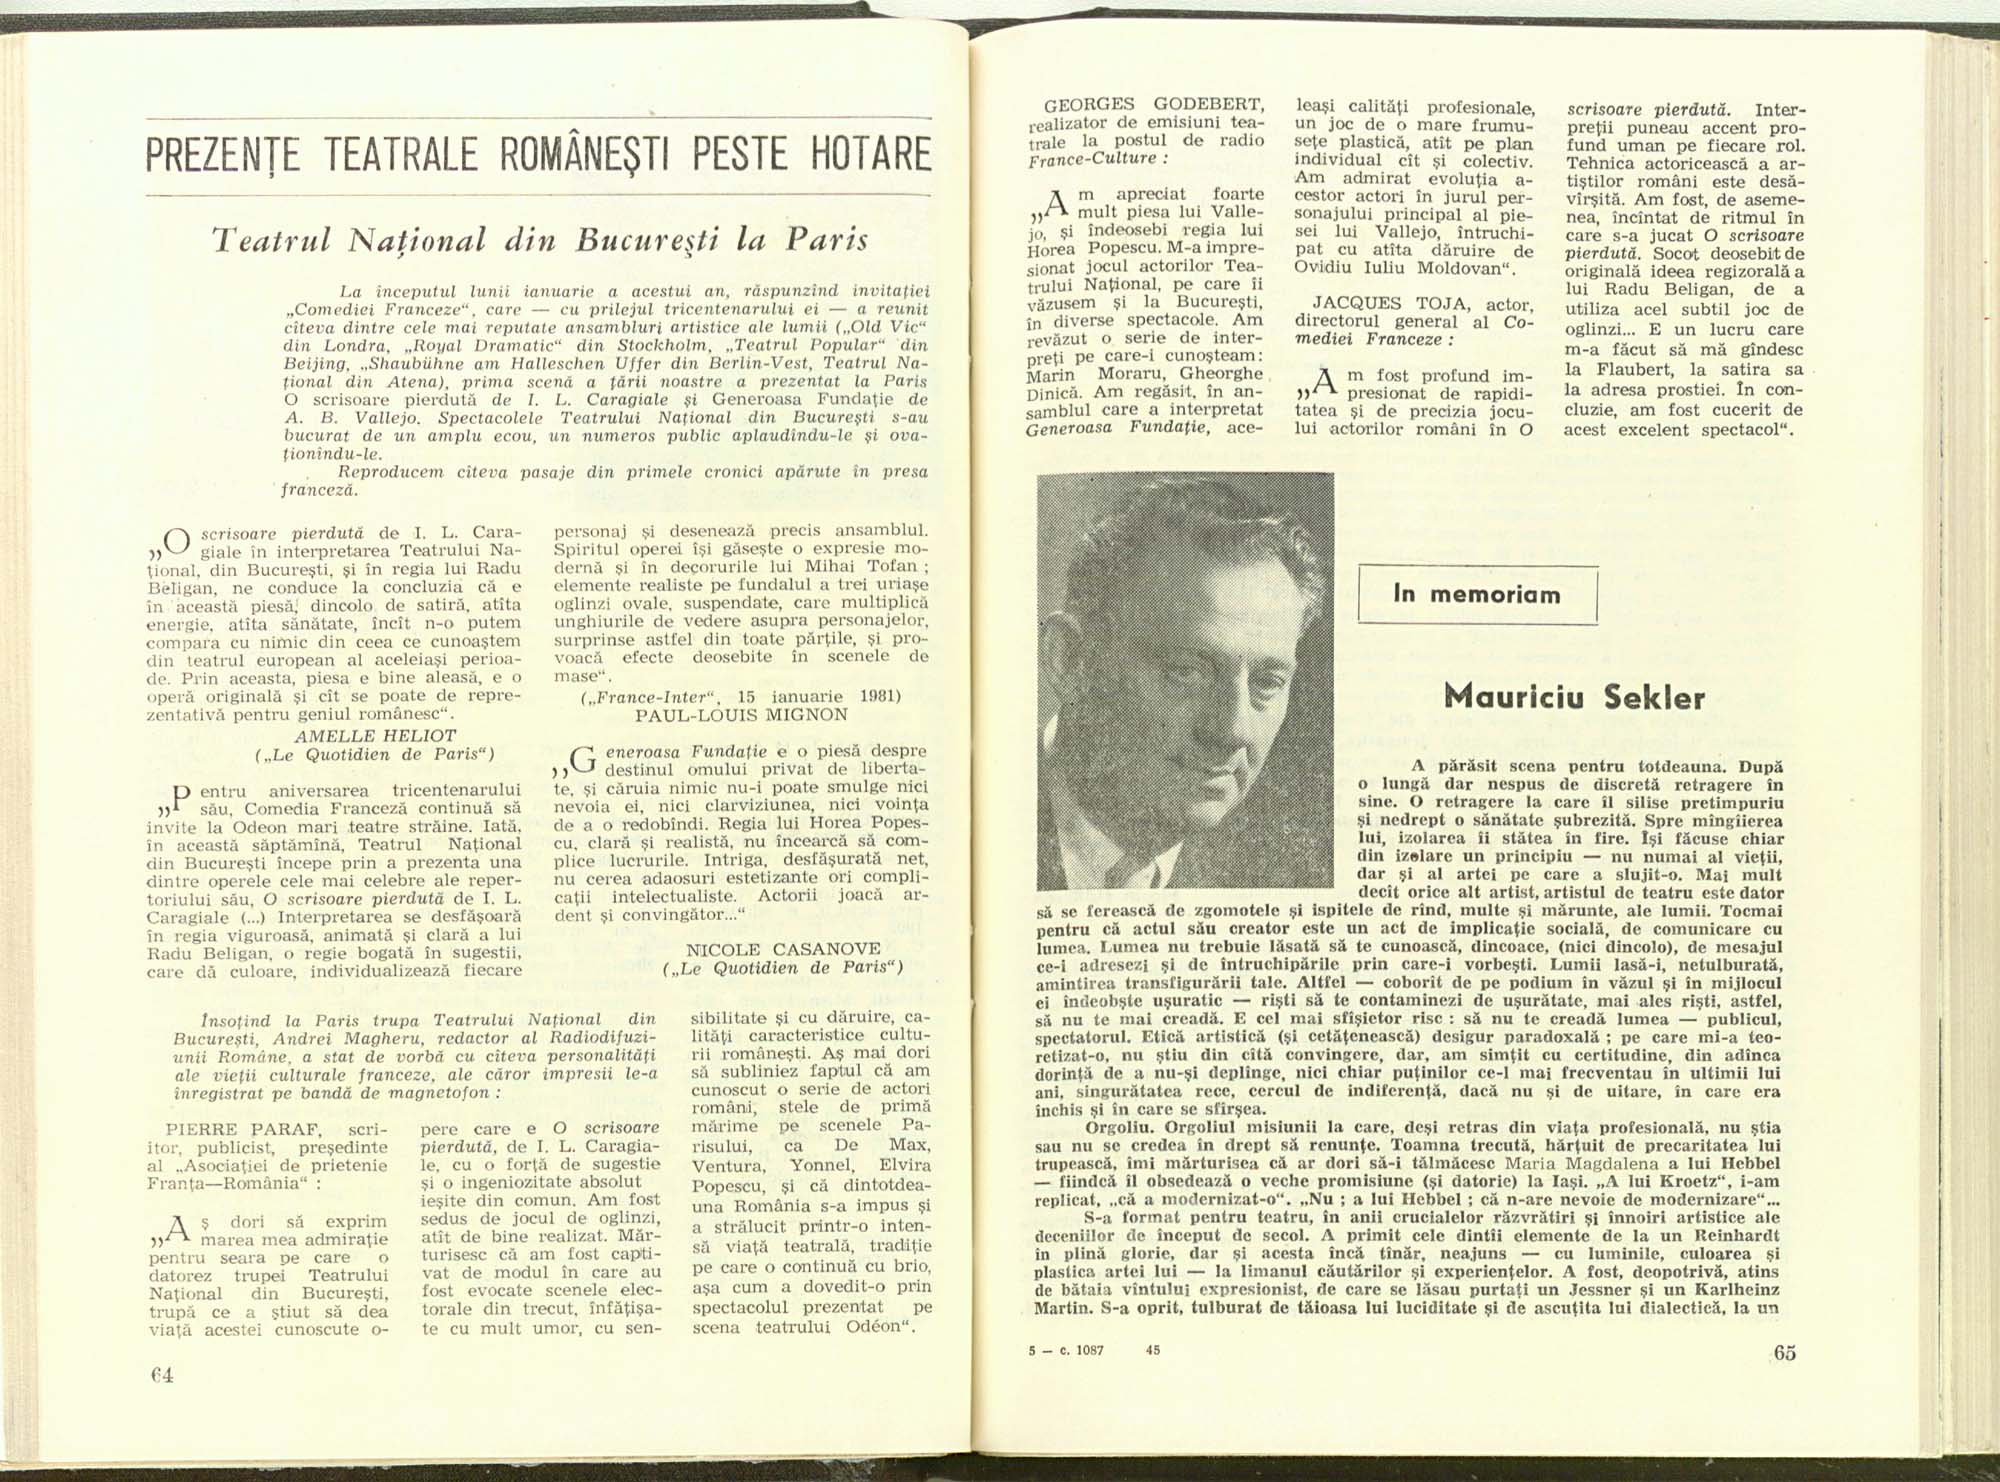 PREZENȚE TEATRALE ROMÂNEȘTI PESTE HOTARE
Teatrul Național din București la Paris
La începutul lunii ianuarie a acestui an, răspunzînd invitației
„Comediei Franceze“, care — cu prilejul tricentenarului ei — a reunit
cîteva dintre cele mai reputate ansambluri artistice ale lumii („Old Vic“
din Londra, „Royal Dramatic“ din Stockholm, „Teatrul Popular“ din
Beijing, „Shaubühne am Halleschen Uffer din Berlin-Vest, Teatrul Na-
țional din Atena), prima scenă a țării noastre a prezentat la Paris
O scrisoare pierdută de I. L. Caragiale și Generoasa Fundație de
A. B. Vallejo. Spectacolele Teatrului Național din București s-au
bucurat de un amplu ecou, un numeros public aplaudîndu-le și ova-
ționîndu-le.
Reproducem cîteva pasaje din primele cronici apărute în presa
franceză.
„O scrisoare pierdută de I. L. Cara-
giale în interpretarea Teatrului Na-
țional, din București, și în regia lui Radu
Beligan, ne conduce la concluzia că e
în această piesă, dincolo de satiră, atîta
energie, atîta sănătate, încît n-o putem
compara cu nimic din ceea ce cunoaștem
din teatrul european al aceleiași perioa-
de. Prin aceasta, piesa e bine aleasă, e o
operă originală și cît se poate de repre-
zentativă pentru geniul românesc“.
AMELLE HELIOT
(„Le Quotidien de Paris“)
„Pentru aniversarea tricentenarului
său, Comedia Franceză continuă să
invite la Odeon mari teatre străine. Iată,
în această săptămînă, Teatrul Național
din București începe prin a prezenta una
dintre operele cele mai celebre ale reper-
toriului său, O scrisoare pierdută de I. L.
Caragiale (...) Interpretarea se desfășoară
în regia viguroasă, animată și clară a lui
Radu Beligan, o regie bogată în sugestii,
care dă culoare, individualizează fiecare
personaj și desenează precis ansamblul.
Spiritul operei își găsește o expresie mo-
dernă și în decorurile lui Mihai Tofan ;
elemente realiste pe fundalul a trei uriașe
oglinzi ovale, suspendate, care multiplică
unghiurile de vedere asupra personajelor,
surprinse astfel din toate părțile, și pro-
voacă efecte deosebite în scenele de
mase“.
(„France-Inter“, 15 ianuarie 1981)
PAUL-LOUIS MIGNON
„Generoasa Fundație e o piesă despre
destinul omului privat de liberta-
te, și căruia nimic nu-i poate smulge nici
nevoia ei, nici clarviziunea, nici voința
de a o redobîndi. Regia lui Horea Popes-
cu, clară și realistă, nu încearcă să com-
plice lucrurile. Intriga, desfășurată net,
nu cerea adaosuri estetizante ori compli-
cații intelectualiste. Actorii joacă ar-
dent și convingător...“
NICOLE CASANOVE
(„Le Quotidien de Paris“)
Însoțind la Paris trupa Teatrului Național din
București, Andrei Magheru, redactor al Radiodifuzi-
unii Române, a stat de vorbă cu cîteva personalități
ale vieții culturale franceze, ale căror impresii le-a
înregistrat pe bandă de magnetofon :
PIERRE PARAF, scri-
itor, publicist, președinte
al „Asociației de prietenie
Franța—România“ :
„Aș dori să exprim
marea mea admirație
pentru seara pe care o
datorez trupei Teatrului
Național din București,
trupă ce a știut să dea
viață acestei cunoscute o-
pere care e O scrisoare
pierdută, de I. L. Caragia-
le, cu o forță de sugestie
și o ingeniozitate absolut
ieșite din comun. Am fost
sedus de jocul de oglinzi,
atît de bine realizat. Măr-
turisesc că am fost capti-
vat de modul în care au
fost evocate scenele elec-
torale din trecut, înfățișa-
te cu mult umor, cu sen-
sibilitate și cu dăruire, ca-
lități caracteristice cultu-
rii românești. Aș mai dori
să subliniez faptul că am
cunoscut o serie de actori
români, stele de primă
mărime pe scenele Pa-
risului, ca De Max,
Ventura, Yonnel, Elvira
Popescu, și că dintotdea-
una România s-a impus și
a strălucit printr-o inten-
să viață teatrală, tradiție
pe care o continuă cu brio,
așa cum a dovedit-o prin
spectacolul prezentat pe
scena teatrului Odéon“.
64
GEORGES GODEBERT,
realizator de emisiuni tea-
trale la postul de radio
France-Culture :
„Am apreciat foarte
mult piesa lui Valle-
jo, și îndeosebi regia lui
Horea Popescu. M-a impre-
sionat jocul actorilor Tea-
trului Național, pe care îi
văzusem și la București,
în diverse spectacole. Am
revăzut o serie de inter-
preți pe care-i cunoșteam:
Marin Moraru, Gheorghe
Dinică. Am regăsit, în an-
samblul care a interpretat
Generoasa Fundație, ace-
leași calități profesionale,
un joc de o mare frumu-
sețe plastică, atît pe plan
individual cît și colectiv.
Am admirat evoluția a-
cestor actori în jurul per-
sonajului principal al pie-
sei lui Vallejo, întruchi-
pat cu atîta dăruire de
Ovidiu Iuliu Moldovan“.
JACQUES TOJA, actor,
directorul general al Co-
mediei Franceze :
„Am fost profund im-
presionat de rapidi-
tatea și de precizia jocu-
lui actorilor români în O
scrisoare pierdută. Inter-
preții puneau accent pro-
fund uman pe fiecare rol.
Tehnica actoricească a ar-
tiștilor români este desă-
vîrșită. Am fost, de aseme-
nea, încîntat de ritmul în
care s-a jucat O scrisoare
pierdută. Socot deosebit de
originală ideea regizorală a
lui Radu Beligan, de a
utiliza acel subtil joc de
oglinzi... E un lucru care
m-a făcut să mă gîndesc
la Flaubert, la satira sa
la adresa prostiei. În con-
cluzie, am fost cucerit de
acest excelent spectacol“.
In memoriam
Mauriciu Sekler
A părăsit scena pentru totdeauna. După
o lungă dar nespus de discretă retragere în
sine. O retragere la care îl silise pretimpuriu
și nedrept o sănătate șubrezită. Spre mîngîierea
lui, izolarea îi stătea în fire. Își făcuse chiar
din izolare un principiu — nu numai al vieții,
dar și al artei pe care a slujit-o. Mai mult
decît orice alt artist, artistul de teatru este dator
să se ferească de zgomotele și ispitele de rînd, multe și mărunte, ale lumii. Tocmai
pentru că actul său creator este un act de implicație socială, de comunicare cu
lumea. Lumea nu trebuie lăsată să te cunoască, dincoace, (nici dincolo), de mesajul
ce-i adresezi și de întruchipările prin care-i vorbești. Lumii lasă-i, netulburată,
amintirea transfigurării tale. Altfel — coborît de pe podium în văzul și în mijlocul
ei îndeobște ușuratic — riști să te contaminezi de ușurătate, mai ales riști, astfel,
să nu te mai creadă. E cel mai sfîșietor risc : să nu te creadă lumea — publicul,
spectatorul. Etică artistică (și cetățenească) desigur paradoxală ; pe care mi-a teo-
retizat-o, nu știu din cîtă convingere, dar, am simțit cu certitudine, din adînca
dorință de a nu-și deplînge, nici chiar puținilor ce-l mai frecventau în ultimii lui
ani, singurătatea rece, cercul de indiferență, dacă nu și de uitare, în care era
închis și în care se sfîrșea.
Orgoliu. Orgoliul misiunii la care, deși retras din viața profesională, nu știa
sau nu se credea în drept să renunțe. Toamna trecută, hărțuit de precaritatea lui
trupească, îmi mărturisea că ar dori să-i tălmăcesc Maria Magdalena a lui Hebbel
— fiindcă îl obsedează o veche promisiune (și datorie) la Iași. „A lui Kroetz“, i-am
replicat, „că a modernizat-o“. „Nu ; a lui Hebbel ; că n-are nevoie de modernizare“...
S-a format pentru teatru, în anii crucialelor răzvrătiri și înnoiri artistice ale
deceniilor de început de secol. A primit cele dintîi elemente de la un Reinhardt
în plină glorie, dar și acesta încă tînăr, neajuns — cu luminile, culoarea și
plastica artei lui — la limanul căutărilor și experiențelor. A fost, deopotrivă, atins
de bătaia vîntului expresionist, de care se lăsau purtați un Jessner și un Karlheinz
Martin. S-a oprit, tulburat de tăioasa lui luciditate și de ascuțita lui dialectică, la un
5 — c. 1087 45
65